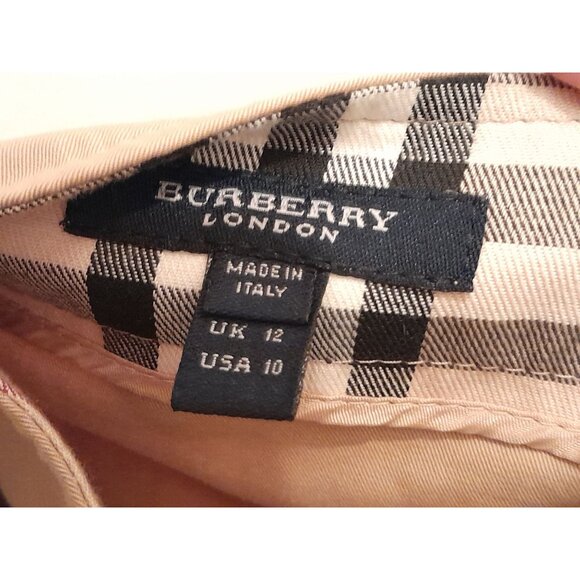 BURBERRY
LONDON
MADE IN
ITALY
UK 12
USA 10